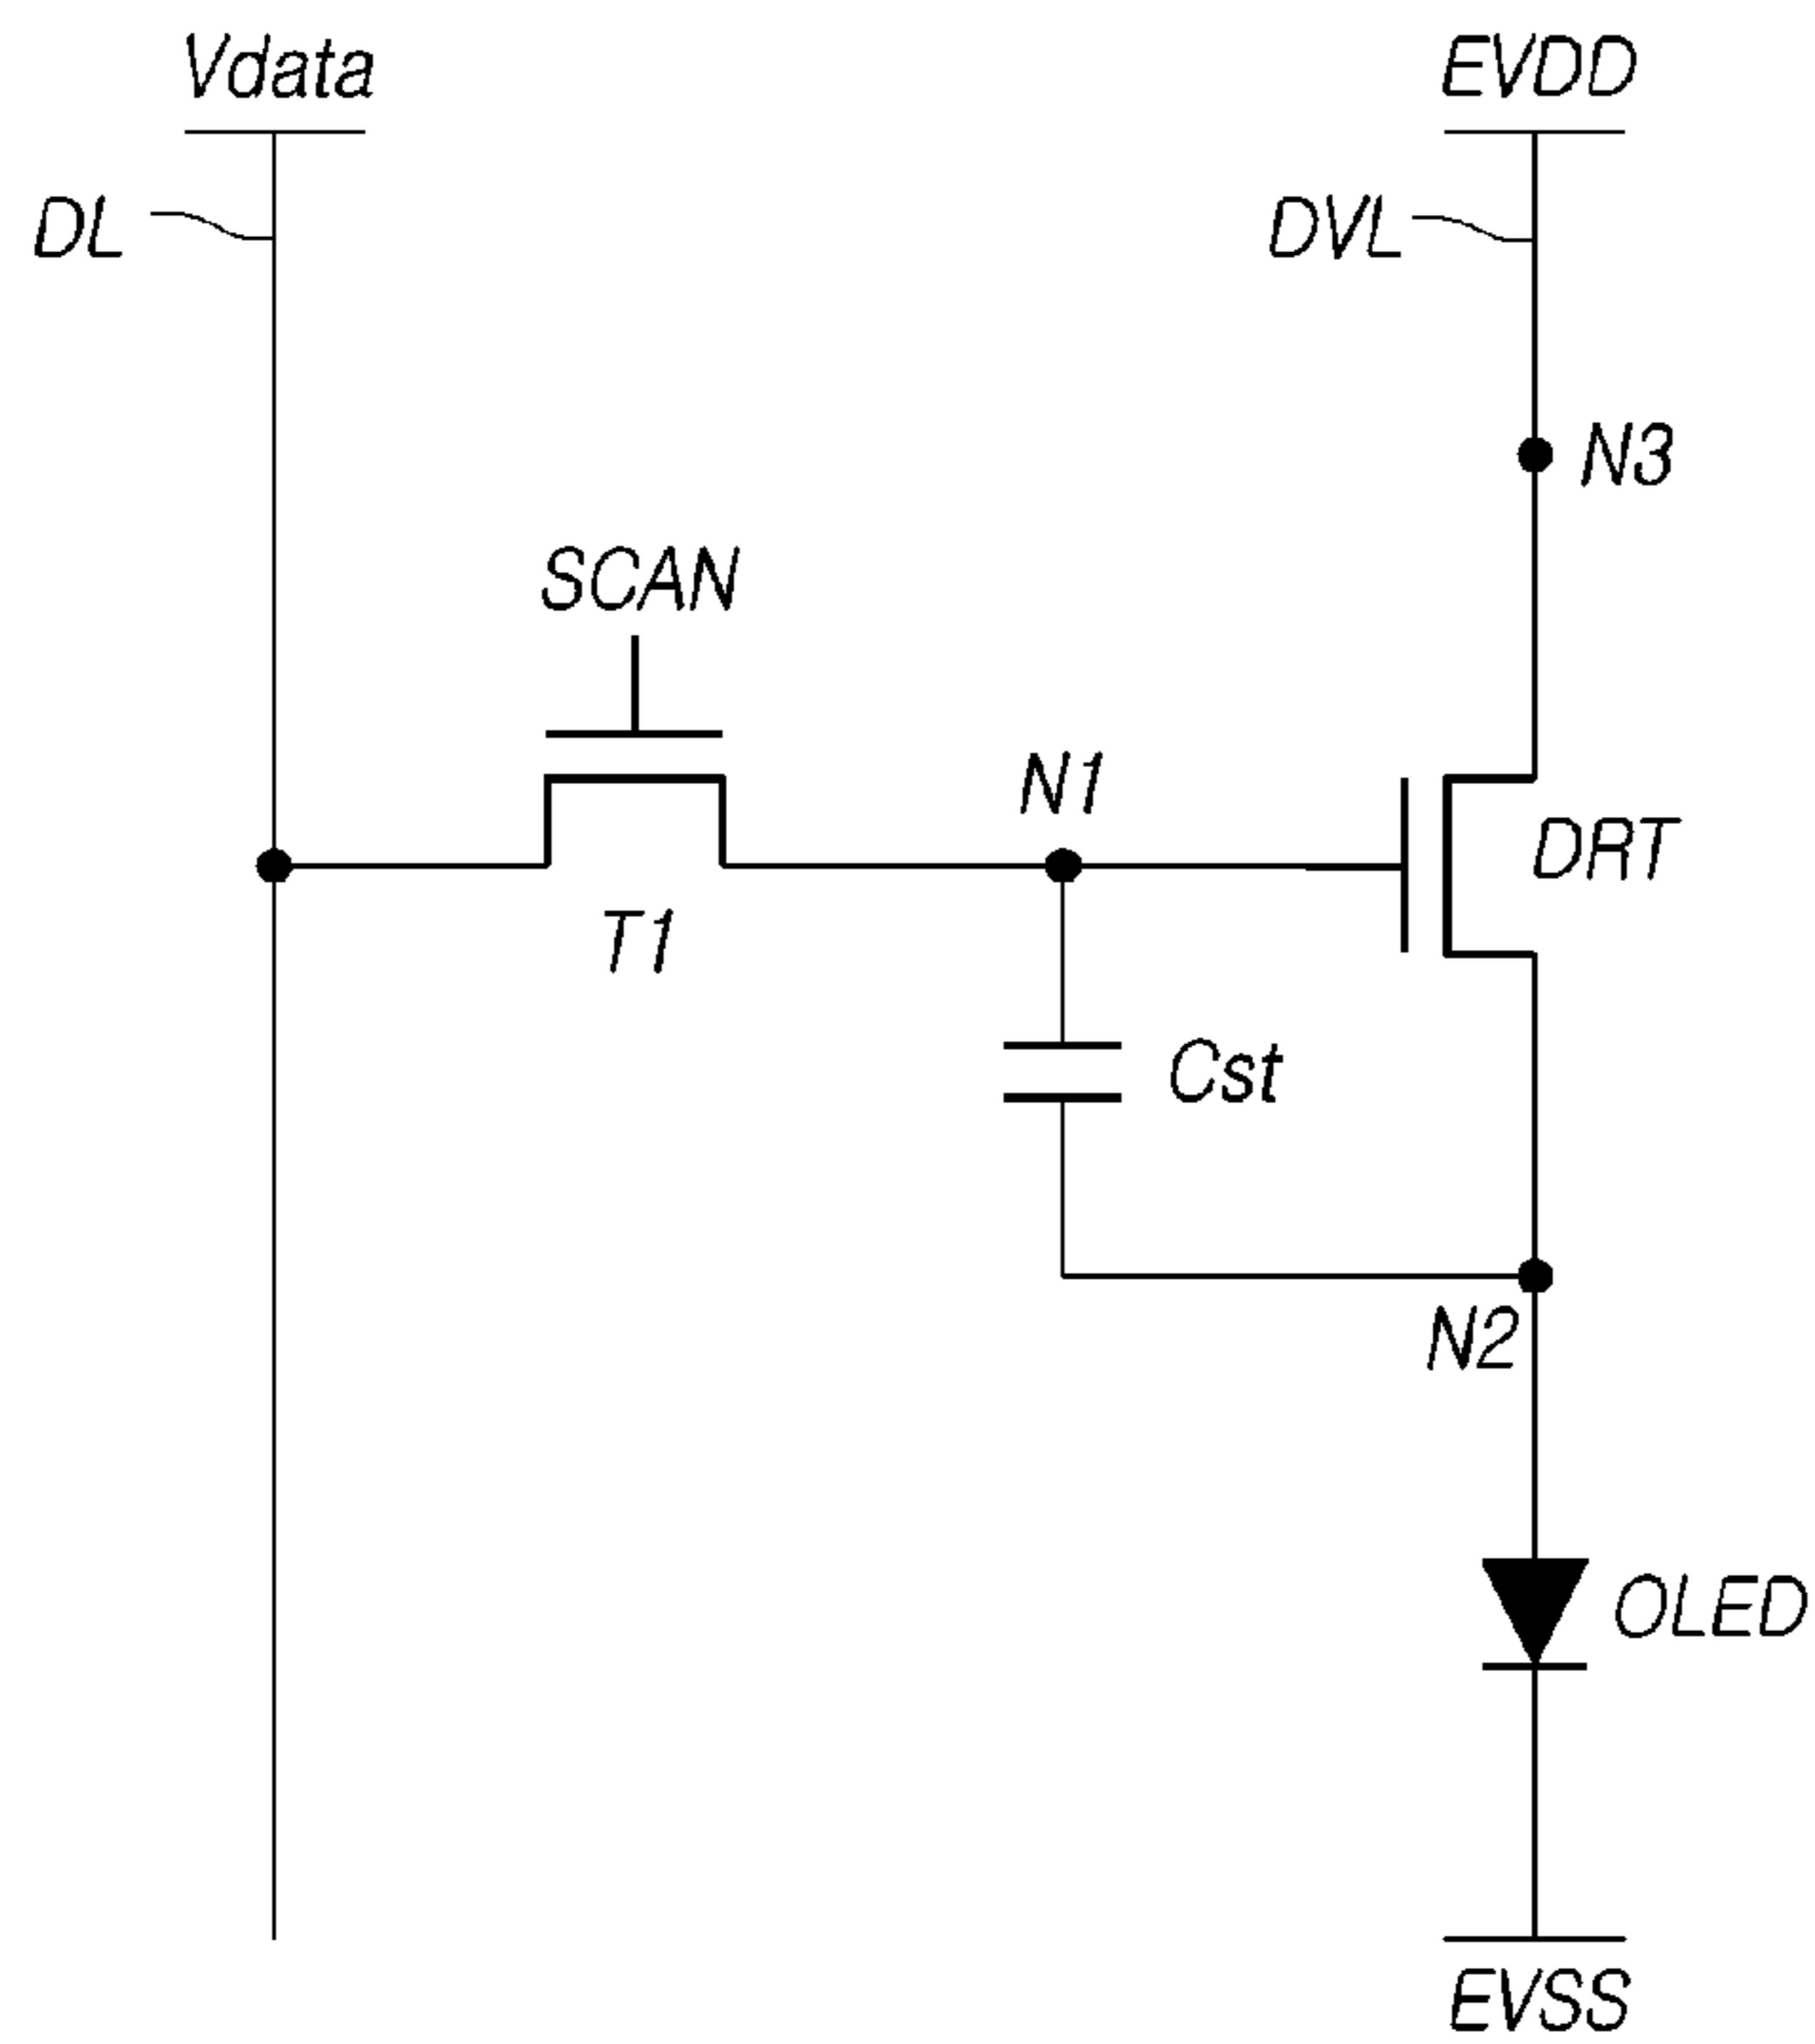 Vdata
EVDD
DL
DVL
N3
SCAN
N1
DRT
T1
Cst
N2
OLED
EVSS